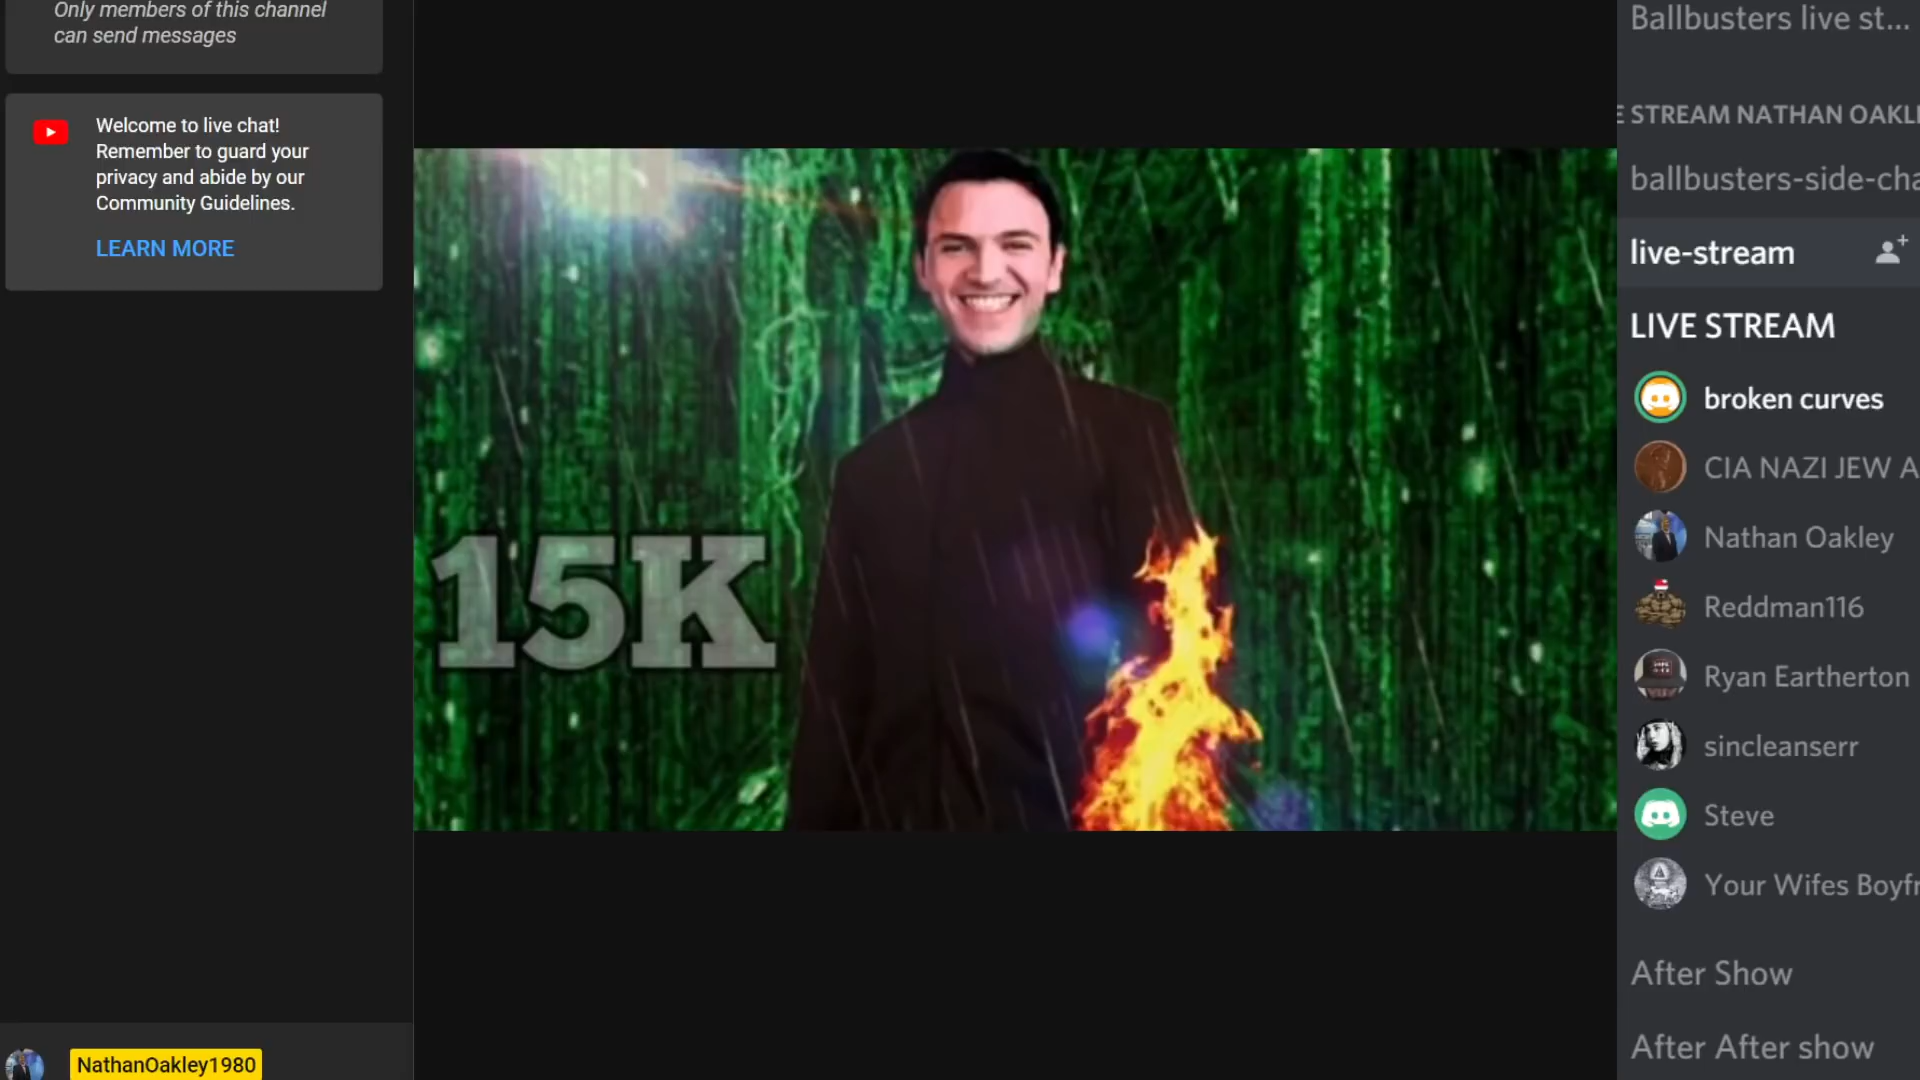 Only members of this channel
can send messages
Welcome to live chat!
Remember to guard your
privacy and abide by our
Community Guidelines.
LEARN MORE
NathanOakley1980
15K
Ballbusters live st...
E STREAM NATHAN OAKL
ballbusters-side-cha
live-stream
LIVE STREAM
broken curves
CIA NAZI JEW A
Nathan Oakley
Reddman116
Ryan Eartherton
sincleanserr
Steve
Your Wifes Boyfr
After Show
After After show